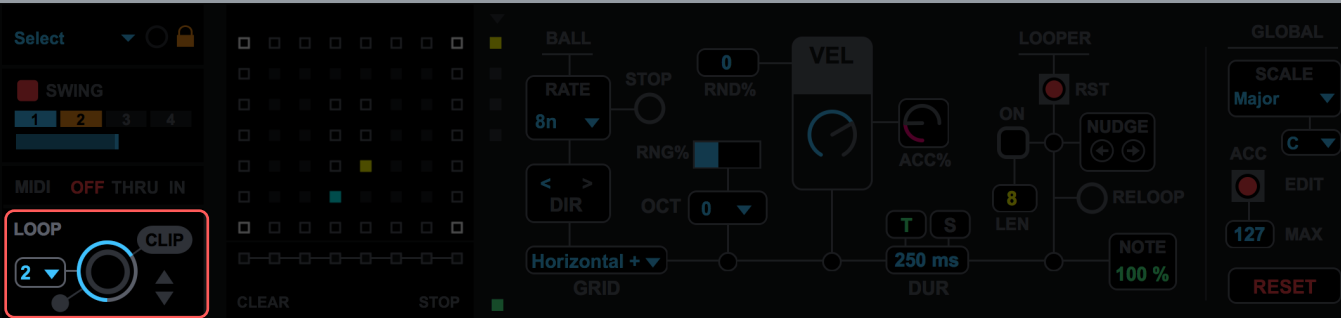 Select
SWING
1 2 3 4
MIDI OFF THRU IN
LOOP
CLIP
2
CLEAR STOP
BALL
RATE
8n
STOP
< >
DIR
Horizontal +
GRID
0
RND%
RNG%
OCT 0
VEL
ACC%
T S
250 ms
DUR
LOOPER
RST
ON
NUDGE
8
LEN
RELOOP
NOTE
100 %
GLOBAL
SCALE
Major
C
ACC
EDIT
127 MAX
RESET